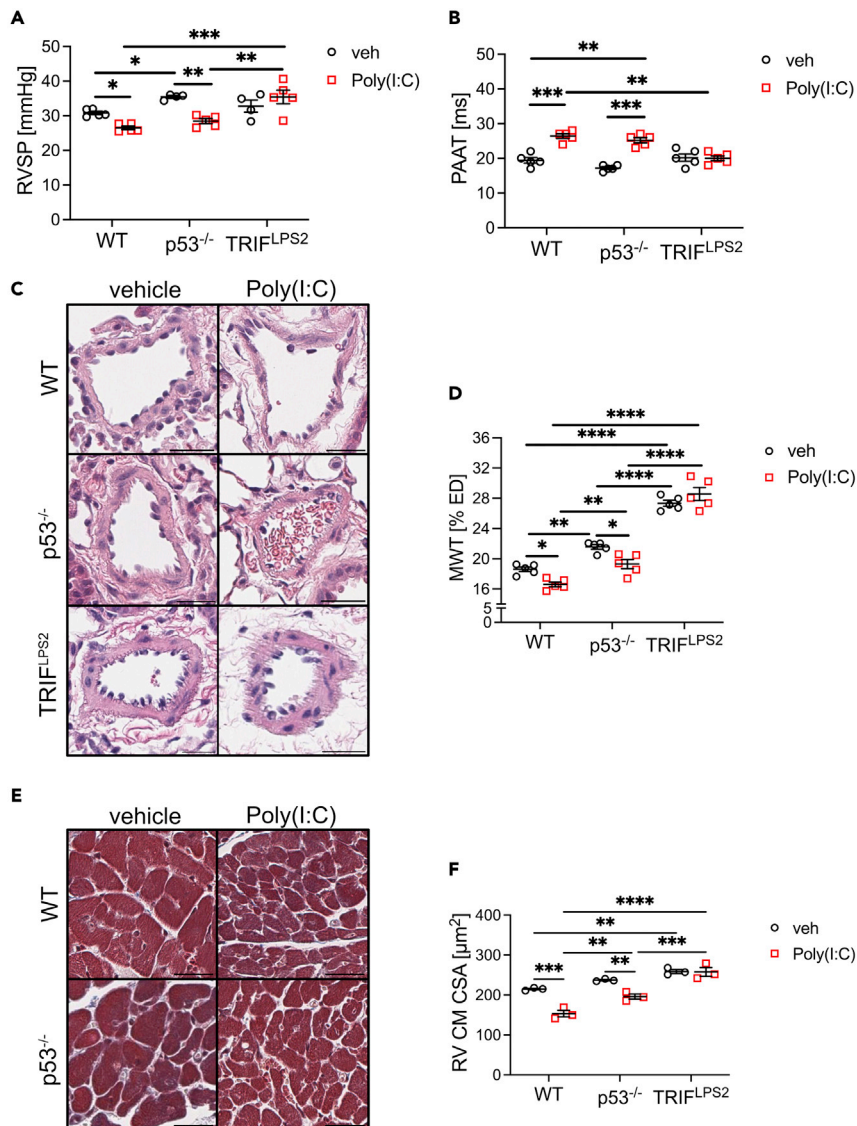 A
RVSP [mmHg]
50
40
30
20
10
0
***
*
**
*
**
WT
p53-/-
TRIFLPS2
veh
Poly(I:C)
B
PAAT [ms]
50
40
30
20
10
0
**
**
***
***
WT
p53-/-
TRIFLPS2
veh
Poly(I:C)
C
vehicle
Poly(I:C)
WT
p53-/-
TRIFLPS2
D
MWT [% ED]
36
32
28
24
20
16
5
0
****
****
****
****
**
**
*
*
WT
p53-/-
TRIFLPS2
veh
Poly(I:C)
E
vehicle
Poly(I:C)
WT
p53-/-
F
RV CM CSA [µm2]
400
300
200
100
0
****
**
**
***
**
***
WT
p53-/-
TRIFLPS2
veh
Poly(I:C)